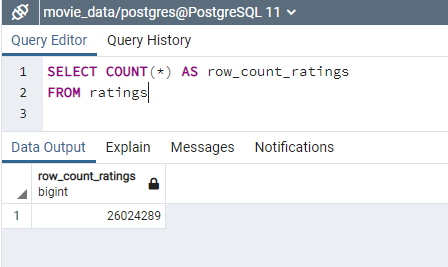 movie_data/postgres@PostgreSQL 11
Query Editor Query History
1 SELECT COUNT(*) AS row_count_ratings
2 FROM ratings
3
Data Output Explain Messages Notifications
row_count_ratings
bigint
1 26024289